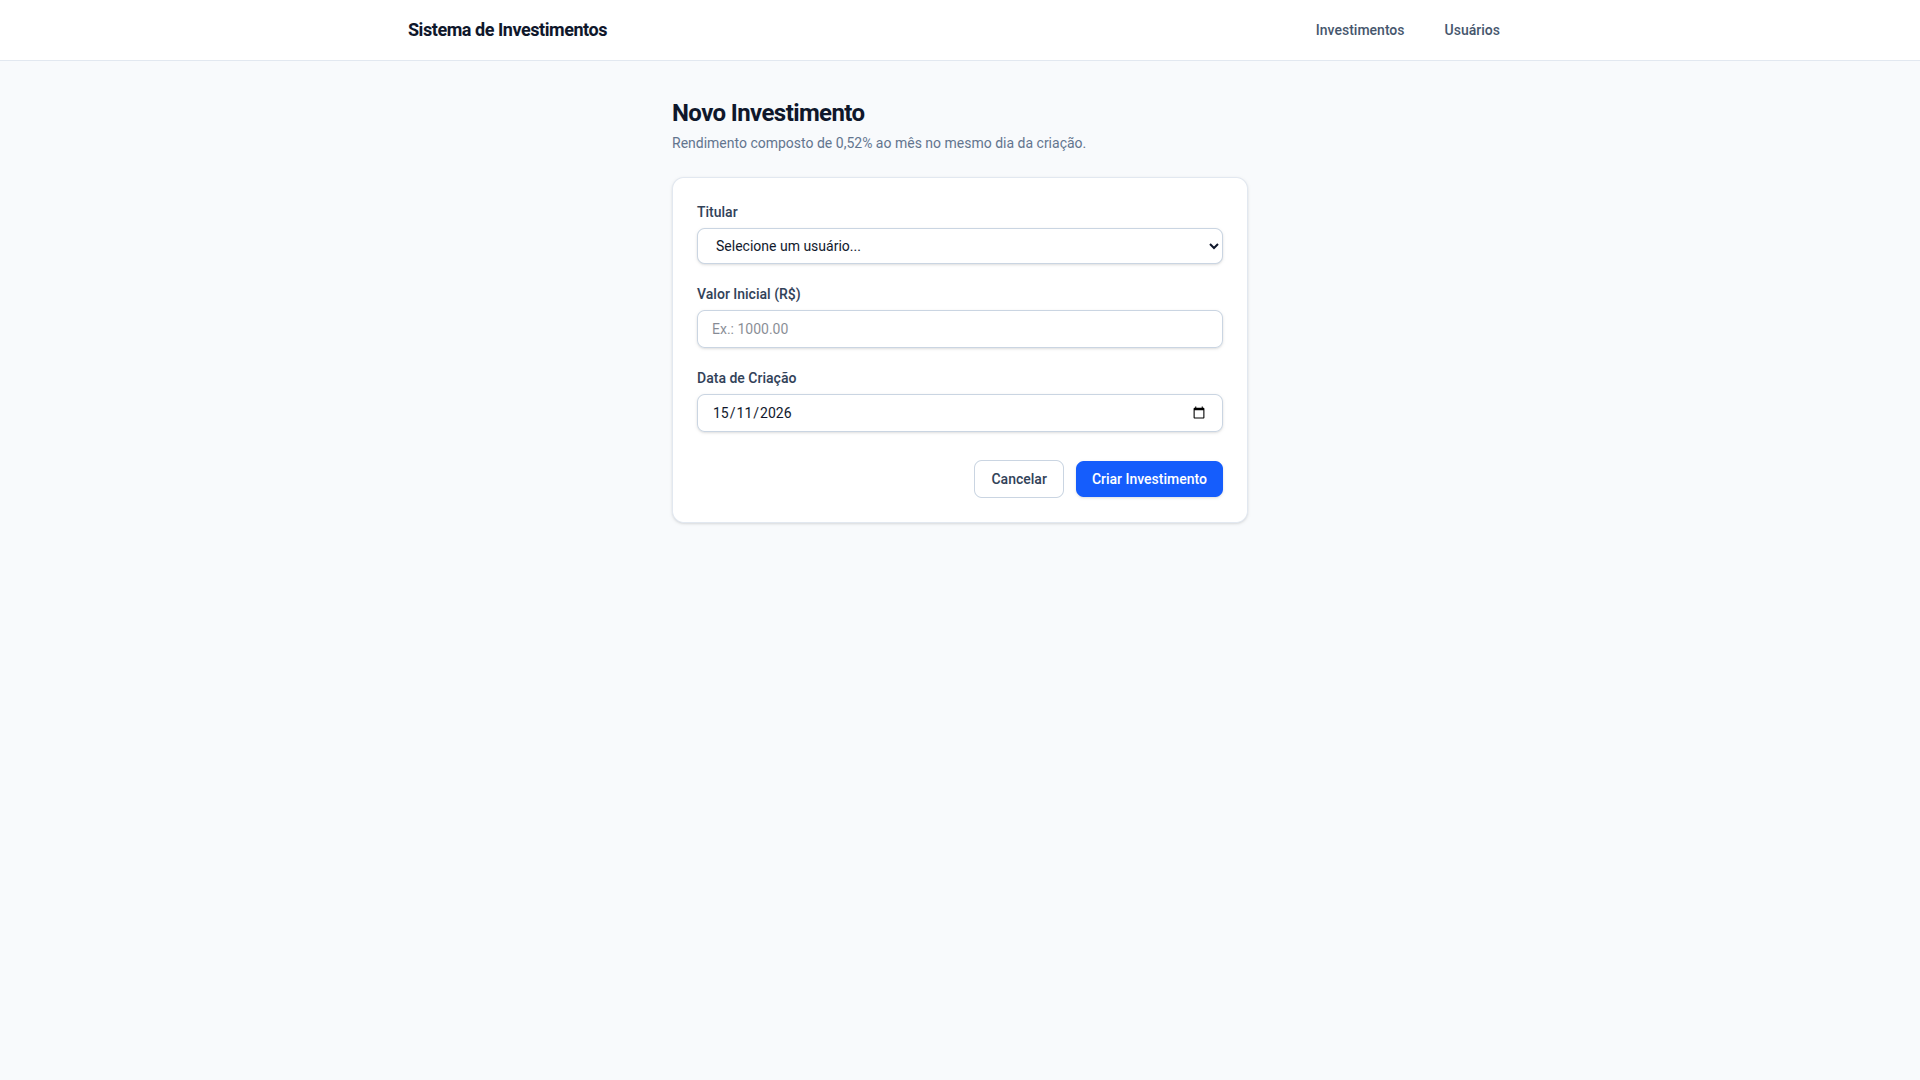 Sistema de Investimentos
Investimentos
Usuários
Novo Investimento
Rendimento composto de 0,52% ao mês no mesmo dia da criação.
Titular
Selecione um usuário...
Valor Inicial (R$)
Ex.: 1000.00
Data de Criação
15/11/2026
Cancelar
Criar Investimento